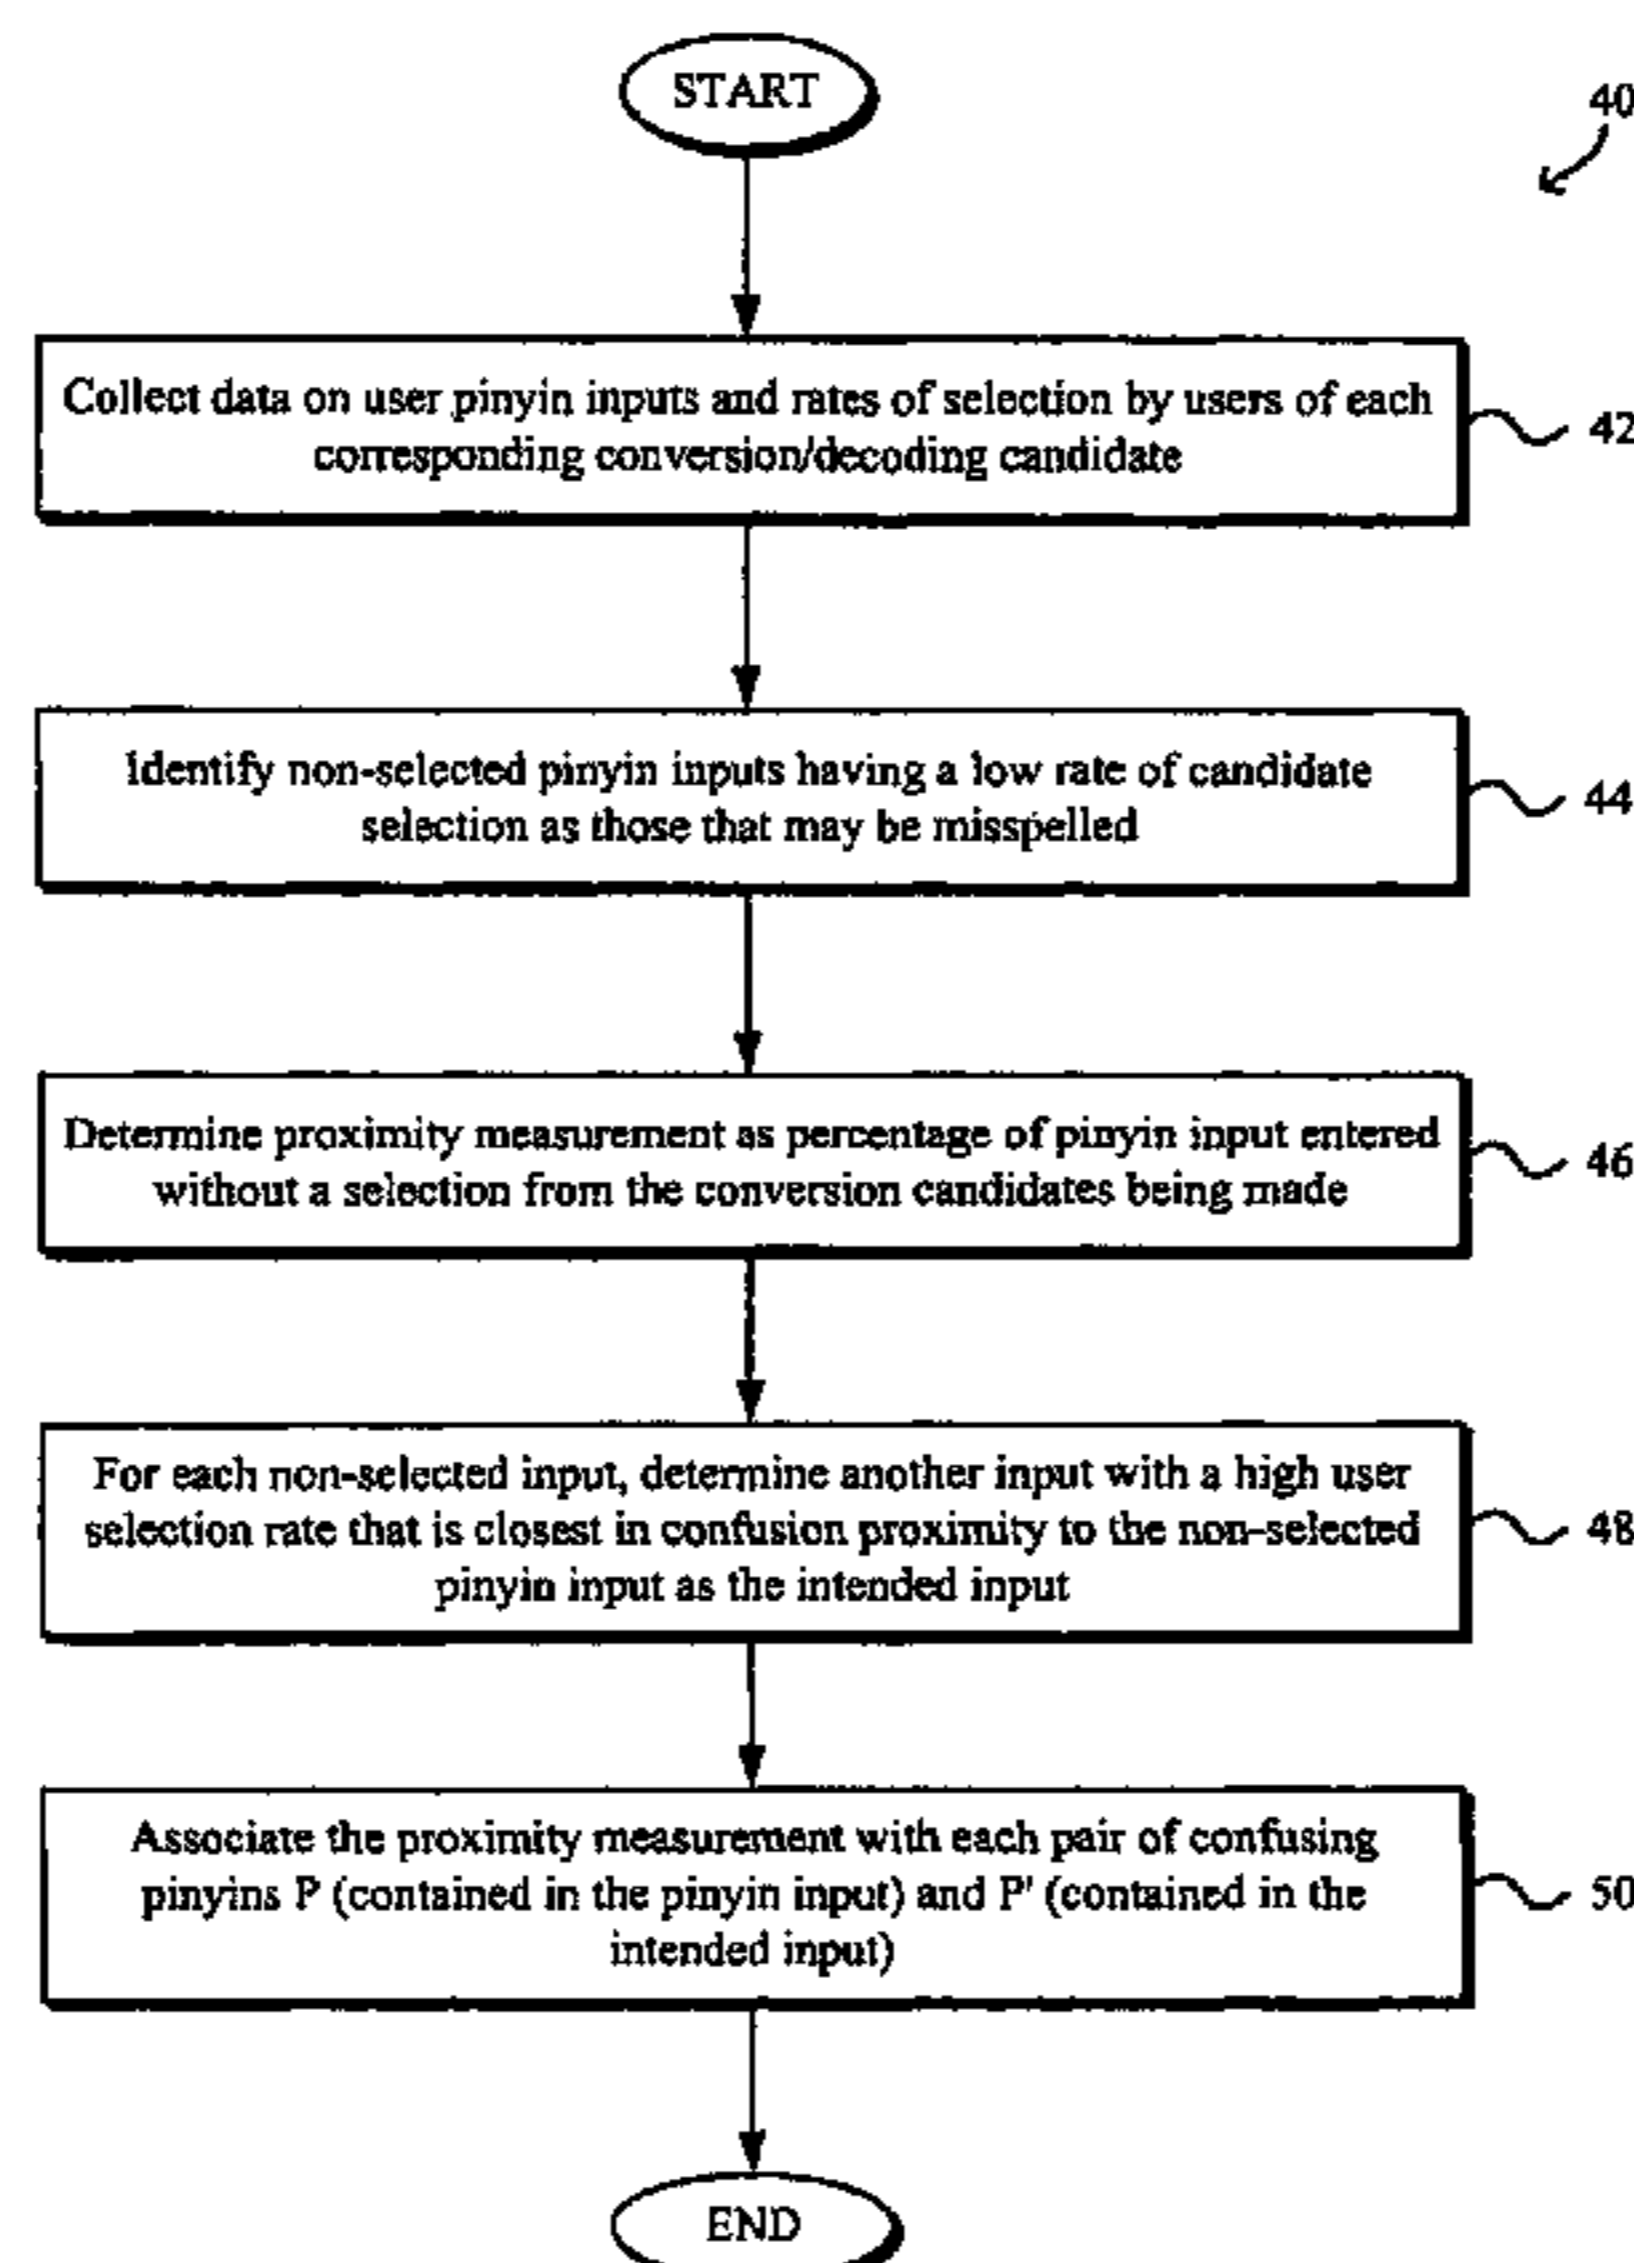 START
40
Collect data on user pinyin inputs and rates of selection by users of each
corresponding conversion/decoding candidate
42
Identify non-selected pinyin inputs having a low rate of candidate
selection as those that may be misspelled
44
Determine proximity measurement as percentage of pinyin input entered
without a selection from the conversion candidates being made
46
For each non-selected input, determine another input with a high user
selection rate that is closest in confusion proximity to the non-selected
pinyin input as the intended input
48
Associate the proximity measurement with each pair of confusing
pinyins P (contained in the pinyin input) and P' (contained in the
intended input)
50
END